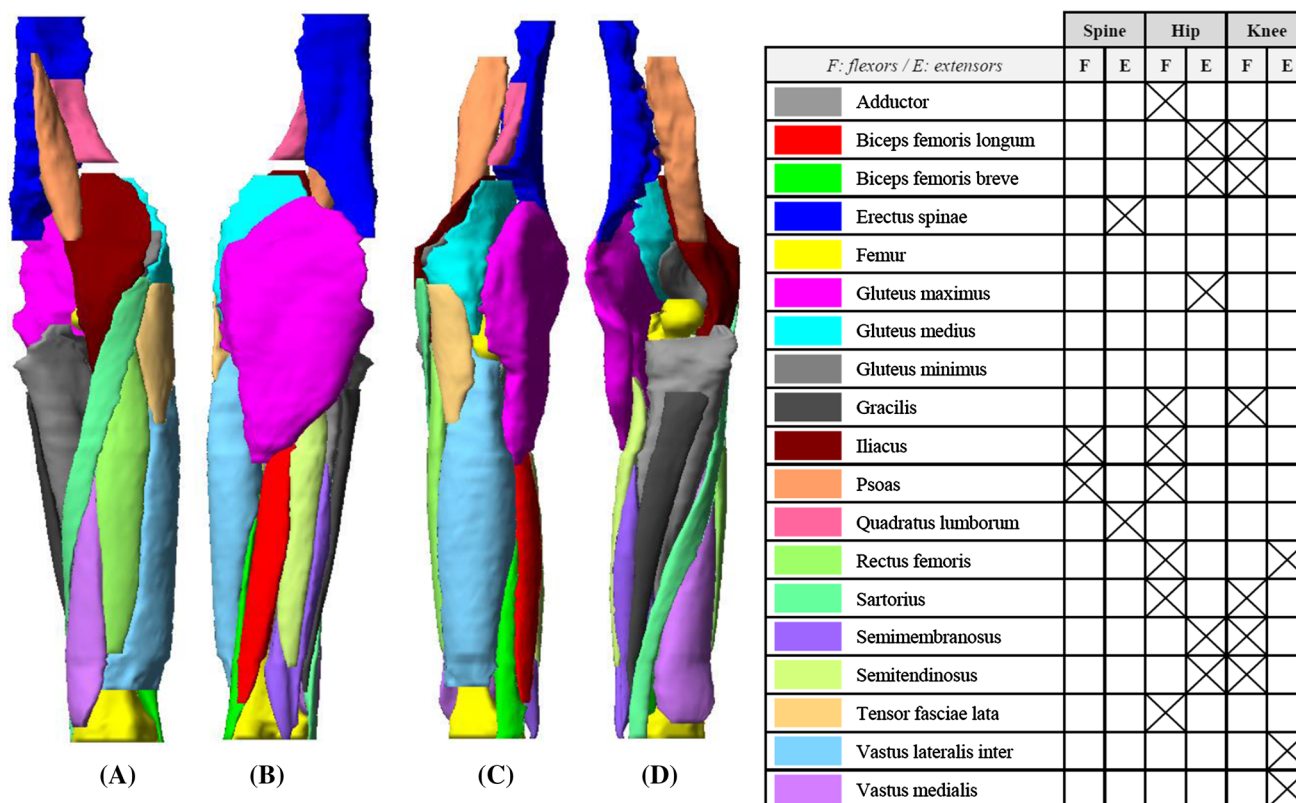 Spine Hip Knee
F: flexors / E: extensors F E F E F E
Adductor
Biceps femoris longum
Biceps femoris breve
Erectus spinae
Femur
Gluteus maximus
Gluteus medius
Gluteus minimus
Gracilis
Iliacus
Psoas
Quadratus lumborum
Rectus femoris
Sartorius
Semimembranosus
Semitendinosus
Tensor fasciae lata
Vastus lateralis inter
Vastus medialis
(A) (B) (C) (D)